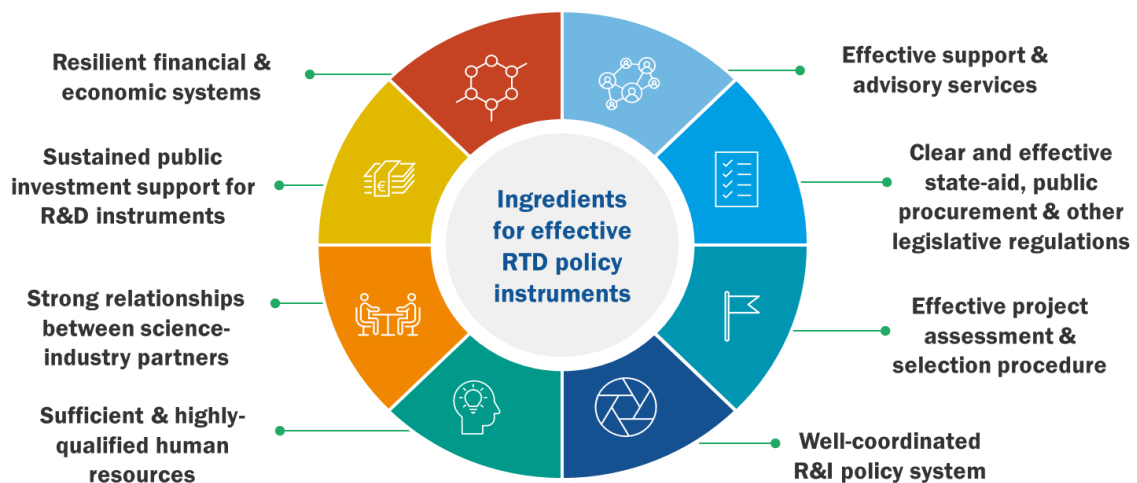 Resilient financial &
economic systems
Sustained public
investment support for
R&D instruments
Strong relationships
between science-
industry partners
Sufficient & highly-
qualified human
resources
€
Ingredients
for effective
RTD policy
instruments
Effective support &
advisory services
Clear and effective
state-aid, public
procurement & other
legislative regulations
Effective project
assessment &
selection procedure
Well-coordinated
R&I policy system